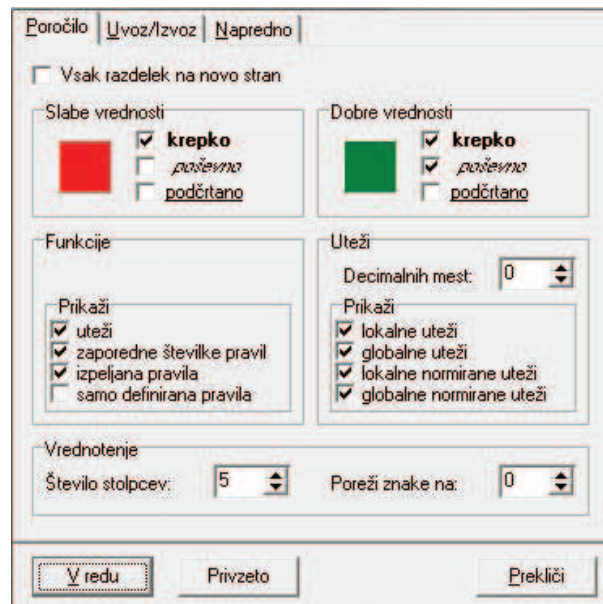 Poročilo Uvoz/Izvoz Napredno
Vsak razdelek na novo stran
Slabe vrednosti
krepko
poševno
podčrtano
Dobre vrednosti
krepko
poševno
podčrtano
Funkcije
Prikaži
uteži
zaporedne številke pravil
izpeljana pravila
samo definirana pravila
Uteži
Decimalnih mest: 0
Prikaži
lokalne uteži
globalne uteži
lokalne normirane uteži
globalne normirane uteži
Vrednotenje
Število stolpcev: 5 Poreži znake na: 0
V redu Privzeto Prekliči